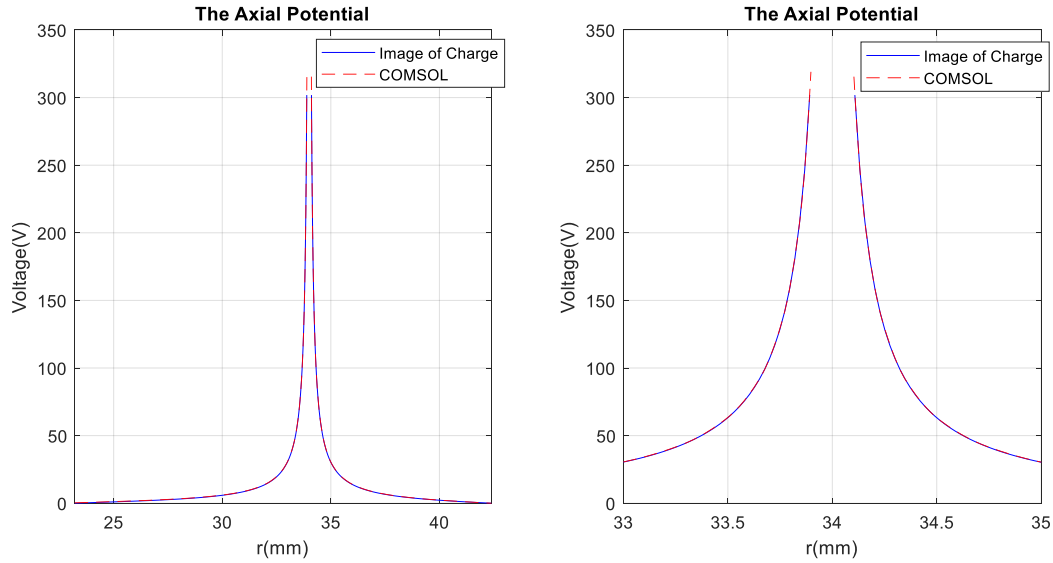 The Axial Potential
350
300
250
200
150
100
50
0
Voltage(V)
Image of Charge
COMSOL
25
30
35
40
r(mm)
The Axial Potential
350
300
250
200
150
100
50
0
Voltage(V)
Image of Charge
COMSOL
33
33.5
34
34.5
35
r(mm)